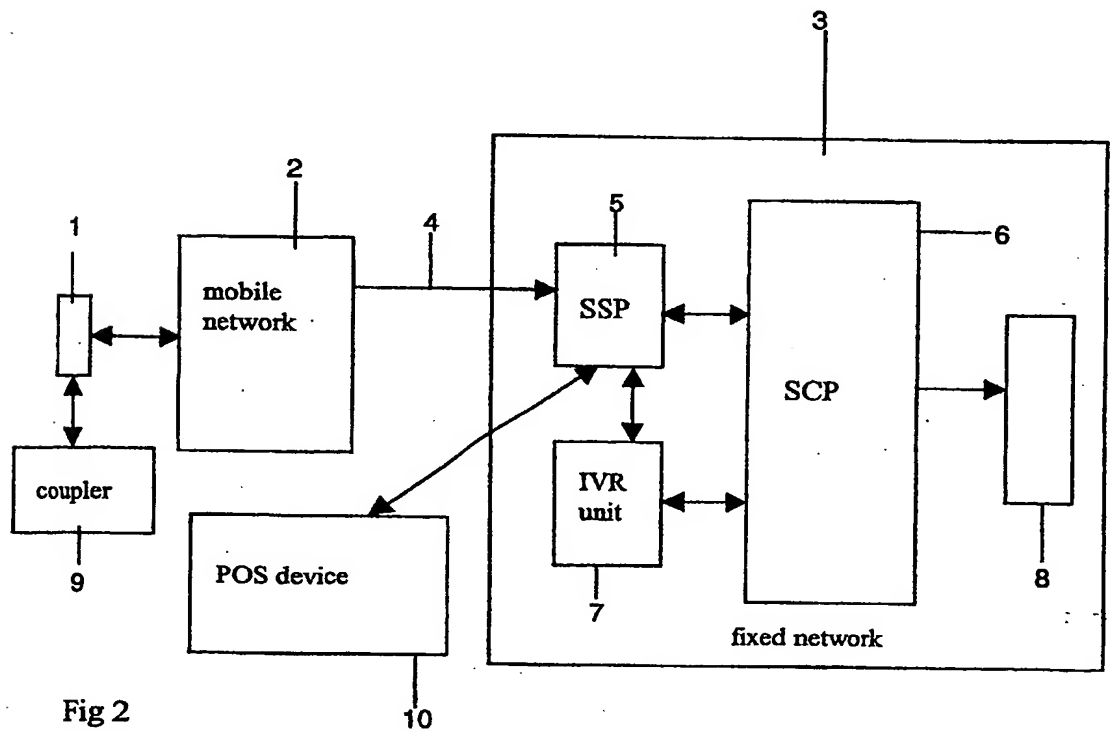 3
2
5
1
4
6
mobile
network
SSP
SCP
coupler
IVR
unit
POS device
9
7
8
fixed network
Fig 2
10